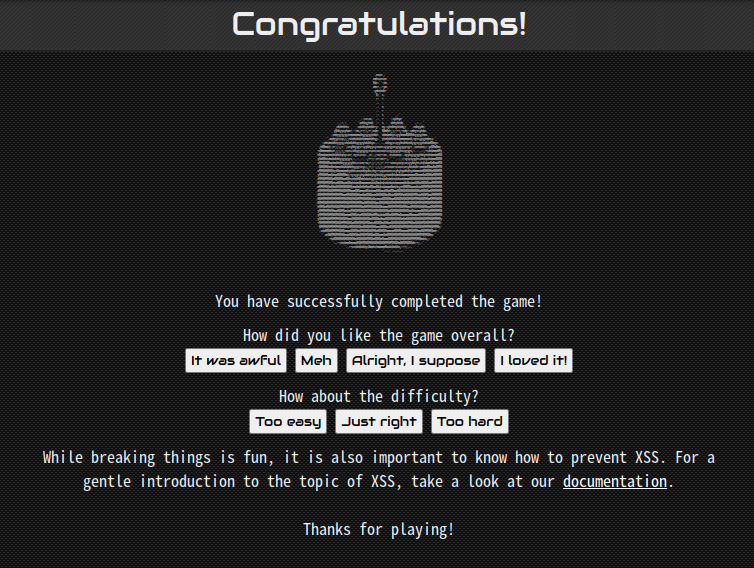 Congratulations!
You have successfully completed the game!
How did you like the game overall?
It was awful Meh Alright, I suppose I loved it!
How about the difficulty?
Too easy Just right Too hard
While breaking things is fun, it is also important to know how to prevent XSS. For a
gentle introduction to the topic of XSS, take a look at our documentation.
Thanks for playing!